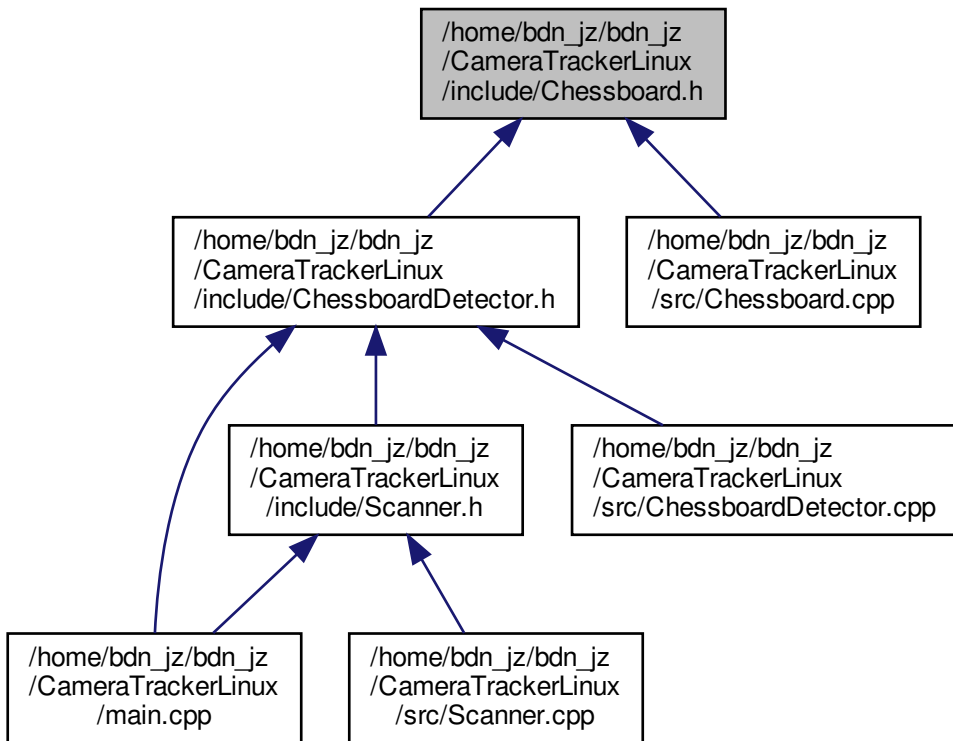 /home/bdn_jz/bdn_jz
/CameraTrackerLinux
/include/Chessboard.h
/home/bdn_jz/bdn_jz
/CameraTrackerLinux
/include/ChessboardDetector.h
/home/bdn_jz/bdn_jz
/CameraTrackerLinux
/src/Chessboard.cpp
/home/bdn_jz/bdn_jz
/CameraTrackerLinux
/include/Scanner.h
/home/bdn_jz/bdn_jz
/CameraTrackerLinux
/src/ChessboardDetector.cpp
/home/bdn_jz/bdn_jz
/CameraTrackerLinux
/main.cpp
/home/bdn_jz/bdn_jz
/CameraTrackerLinux
/src/Scanner.cpp